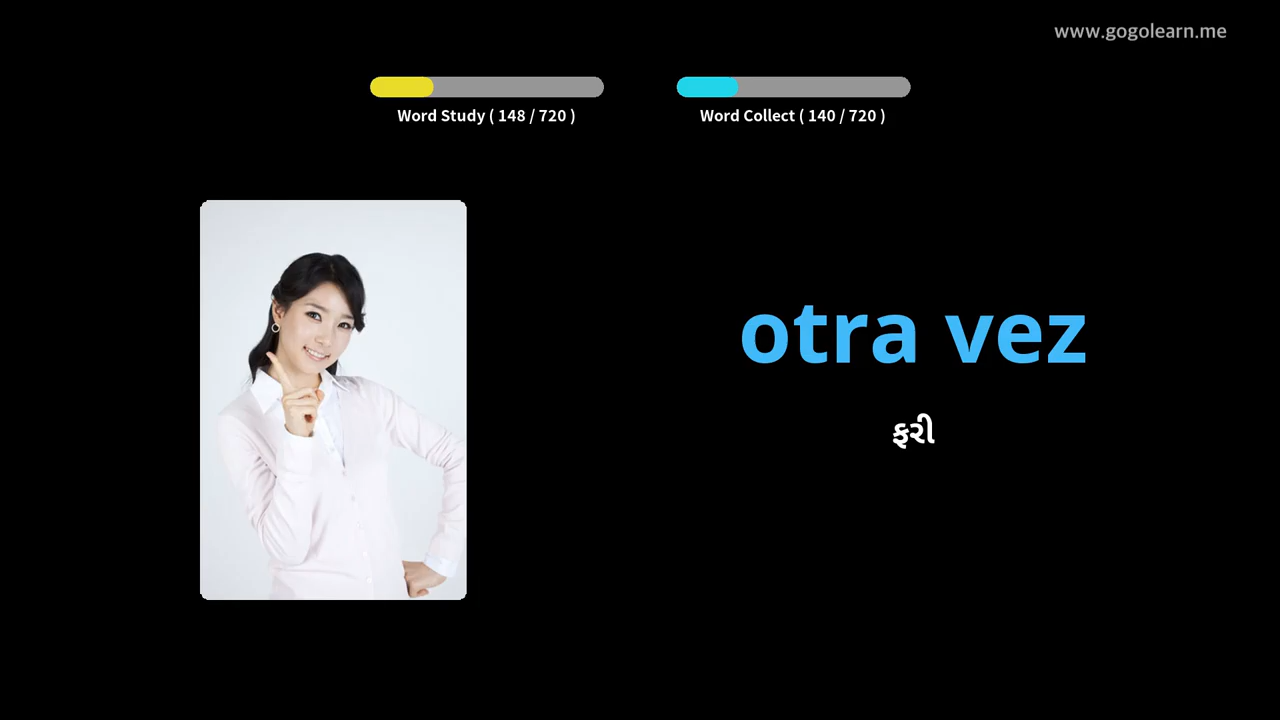 www.gogolearn.me
Word Study ( 148 / 720 )
Word Collect ( 140 / 720 )
otra vez
ફરી